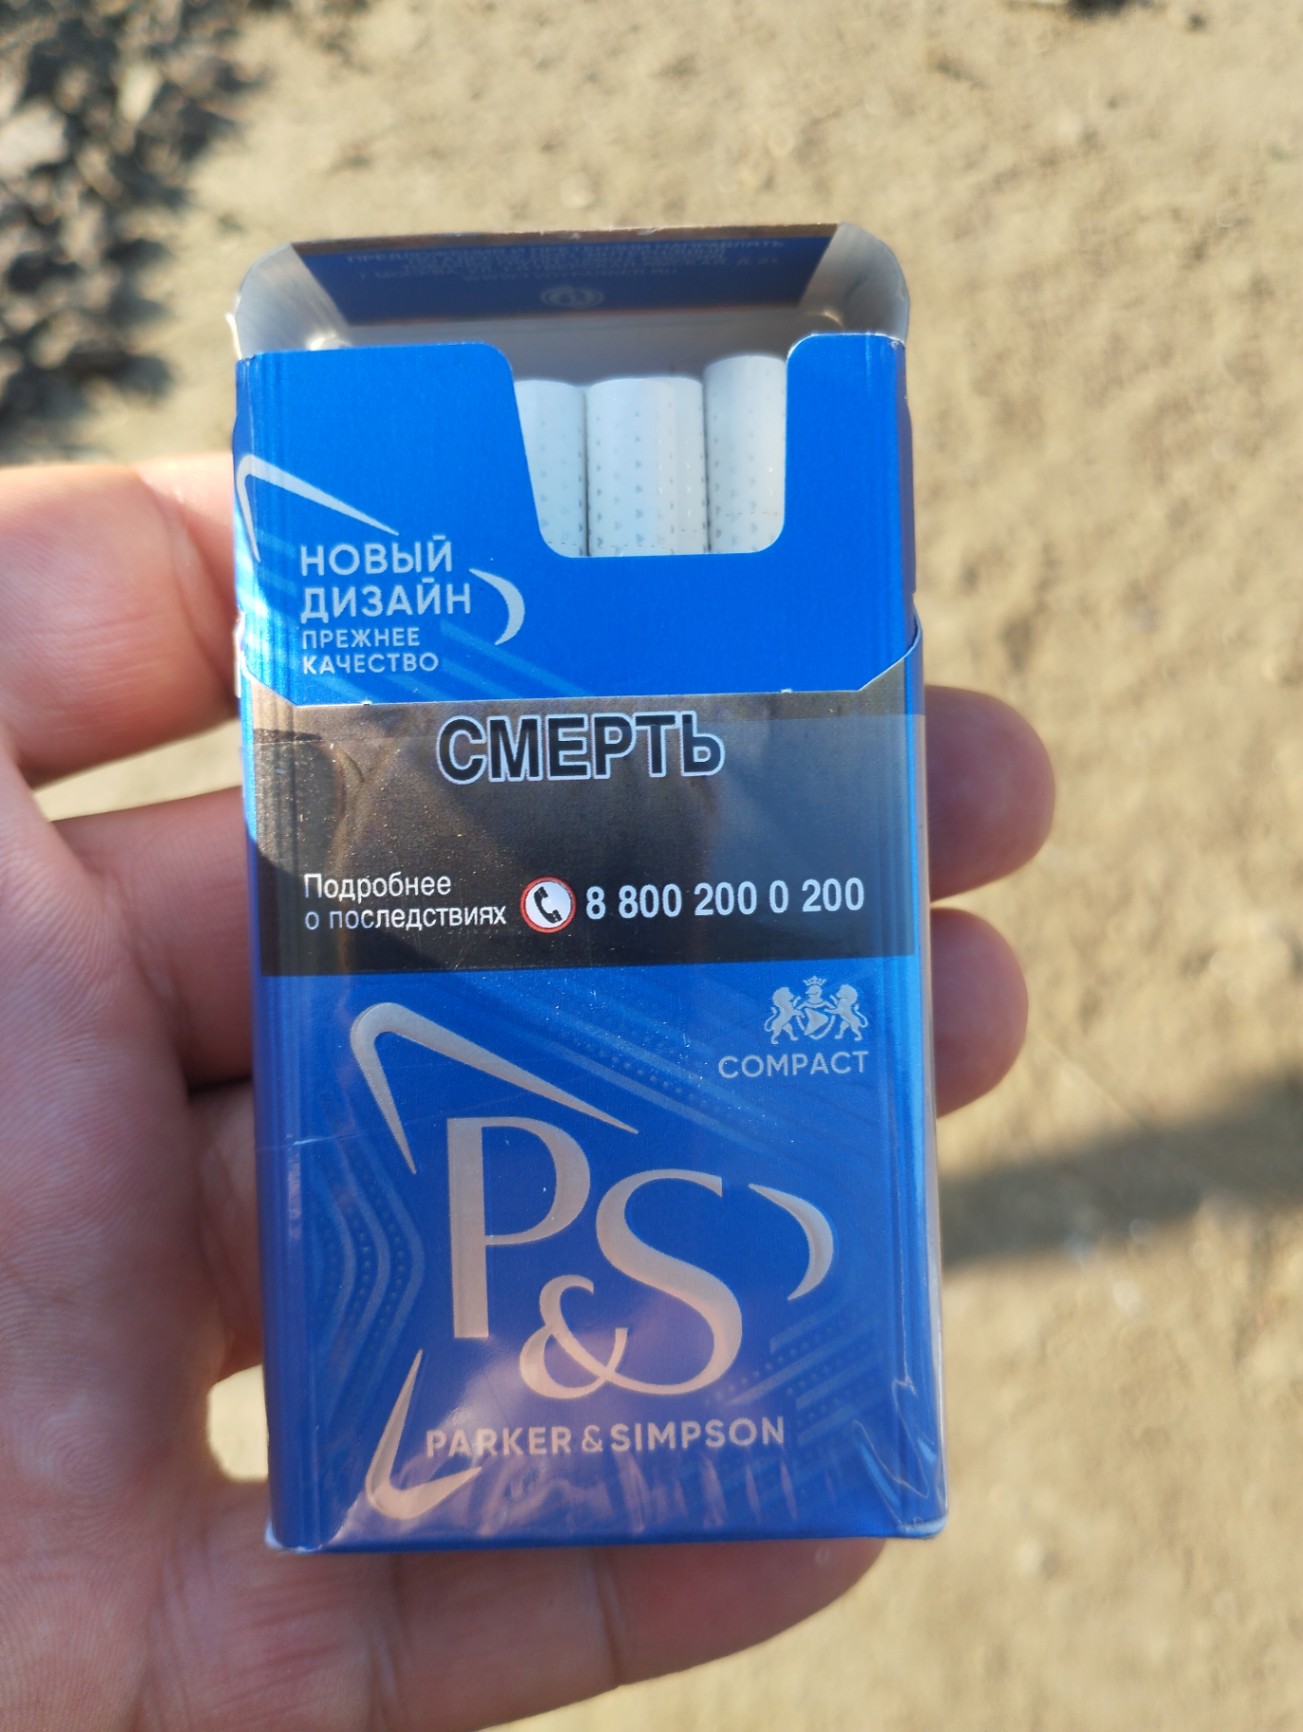 НОВЫЙ
ДИЗАЙН
ПРЕЖНЕЕ
КАЧЕСТВО
СМЕРТЬ
Подробнее
о последствиях
8 800 200 0 200
COMPACT
P&S
PARKER & SIMPSON